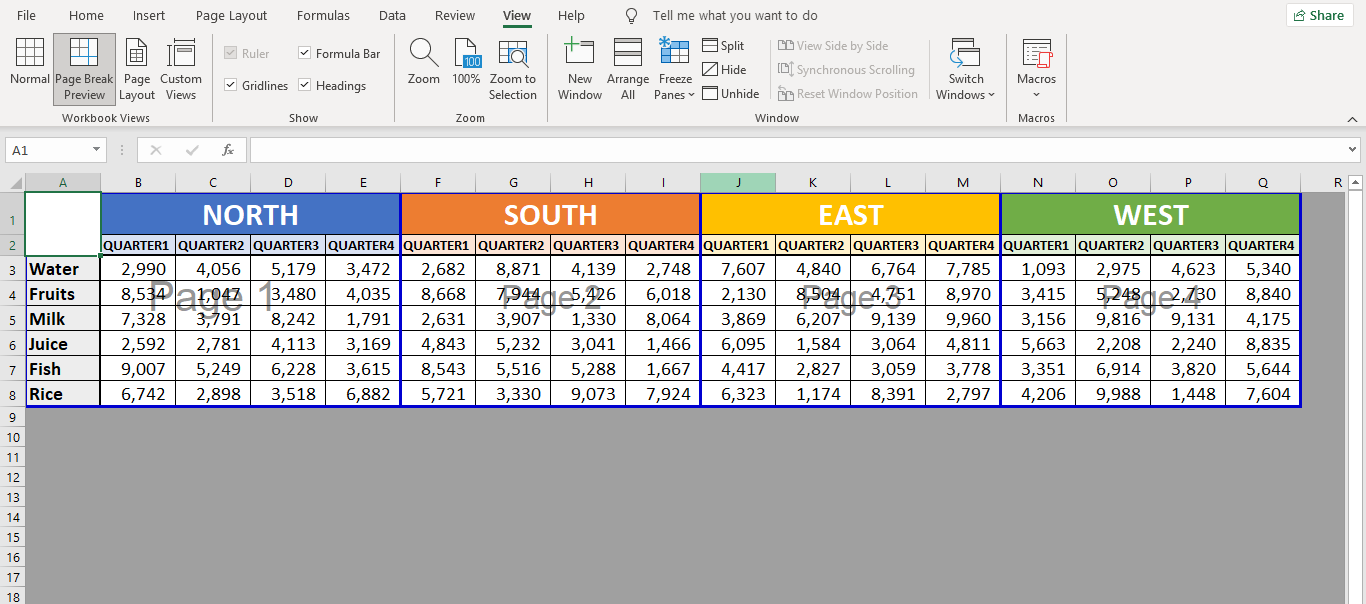 File Home Insert Page Layout Formulas Data Review View Help Tell me what you want to do Share
Normal Page Break Preview Page Layout Custom Views
Workbook Views
Ruler Formula Bar
Gridlines Headings
Show
Zoom 100 100% Zoom to Selection
Zoom
New Window Arrange All Freeze Panes
Split
Hide
Unhide
View Side by Side
Synchronous Scrolling
Reset Window Position
Switch Windows
Window
Macros
Macros
A1 fx
A B C D E F G H I J K L M N O P Q R
1 NORTH SOUTH EAST WEST
2 QUARTER1 QUARTER2 QUARTER3 QUARTER4 QUARTER1 QUARTER2 QUARTER3 QUARTER4 QUARTER1 QUARTER2 QUARTER3 QUARTER4 QUARTER1 QUARTER2 QUARTER3 QUARTER4
3 Water 2,990 4,056 5,179 3,472 2,682 8,871 4,139 2,748 7,607 4,840 6,764 7,785 1,093 2,975 4,623 5,340
4 Fruits 8,534 1,047 3,480 4,035 8,668 7,944 5,426 6,018 2,130 8,504 4,751 8,970 3,415 5,248 2,730 8,840
Page 1 Page 2 Page 3 Page 4
5 Milk 7,328 3,791 8,242 1,791 2,631 3,907 1,330 8,064 3,869 6,207 9,139 9,960 3,156 9,816 9,131 4,175
6 Juice 2,592 2,781 4,113 3,169 4,843 5,232 3,041 1,466 6,095 1,584 3,064 4,811 5,663 2,208 2,240 8,835
7 Fish 9,007 5,249 6,228 3,615 8,543 5,516 5,288 1,667 4,417 2,827 3,059 3,778 3,351 6,914 3,820 5,644
8 Rice 6,742 2,898 3,518 6,882 5,721 3,330 9,073 7,924 6,323 1,174 8,391 2,797 4,206 9,988 1,448 7,604
9
10
11
12
13
14
15
16
17
18